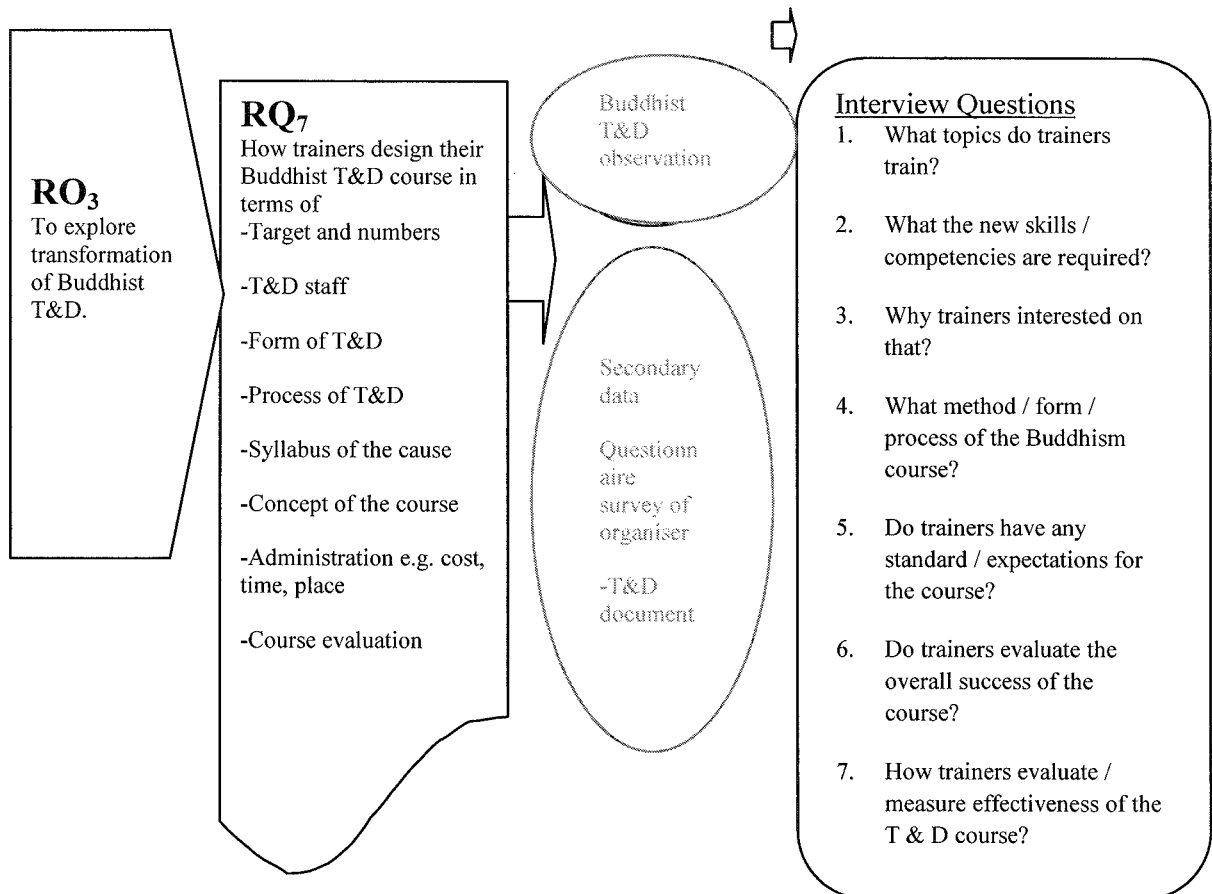 RO3
To explore
transformation
of Buddhist
T&D.
RQ7
How trainers design their
Buddhist T&D course in
terms of
-Target and numbers
-T&D staff
-Form of T&D
-Process of T&D
-Syllabus of the cause
-Concept of the course
-Administration e.g. cost,
time, place
-Course evaluation
Buddhist
T&D
observation
Secondary
data
Questionn
aire
survey of
organiser
-T&D
document
Interview Questions
1. What topics do trainers
train?
2. What the new skills /
competencies are required?
3. Why trainers interested on
that?
4. What method / form /
process of the Buddhism
course?
5. Do trainers have any
standard / expectations for
the course?
6. Do trainers evaluate the
overall success of the
course?
7. How trainers evaluate /
measure effectiveness of the
T & D course?